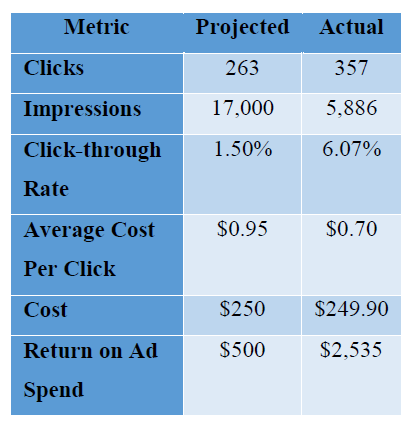 Metric Projected Actual
Clicks 263 357
Impressions 17,000 5,886
Click-through 1.50% 6.07%
Rate
Average Cost $0.95 $0.70
Per Click
Cost $250 $249.90
Return on Ad $500 $2,535
Spend